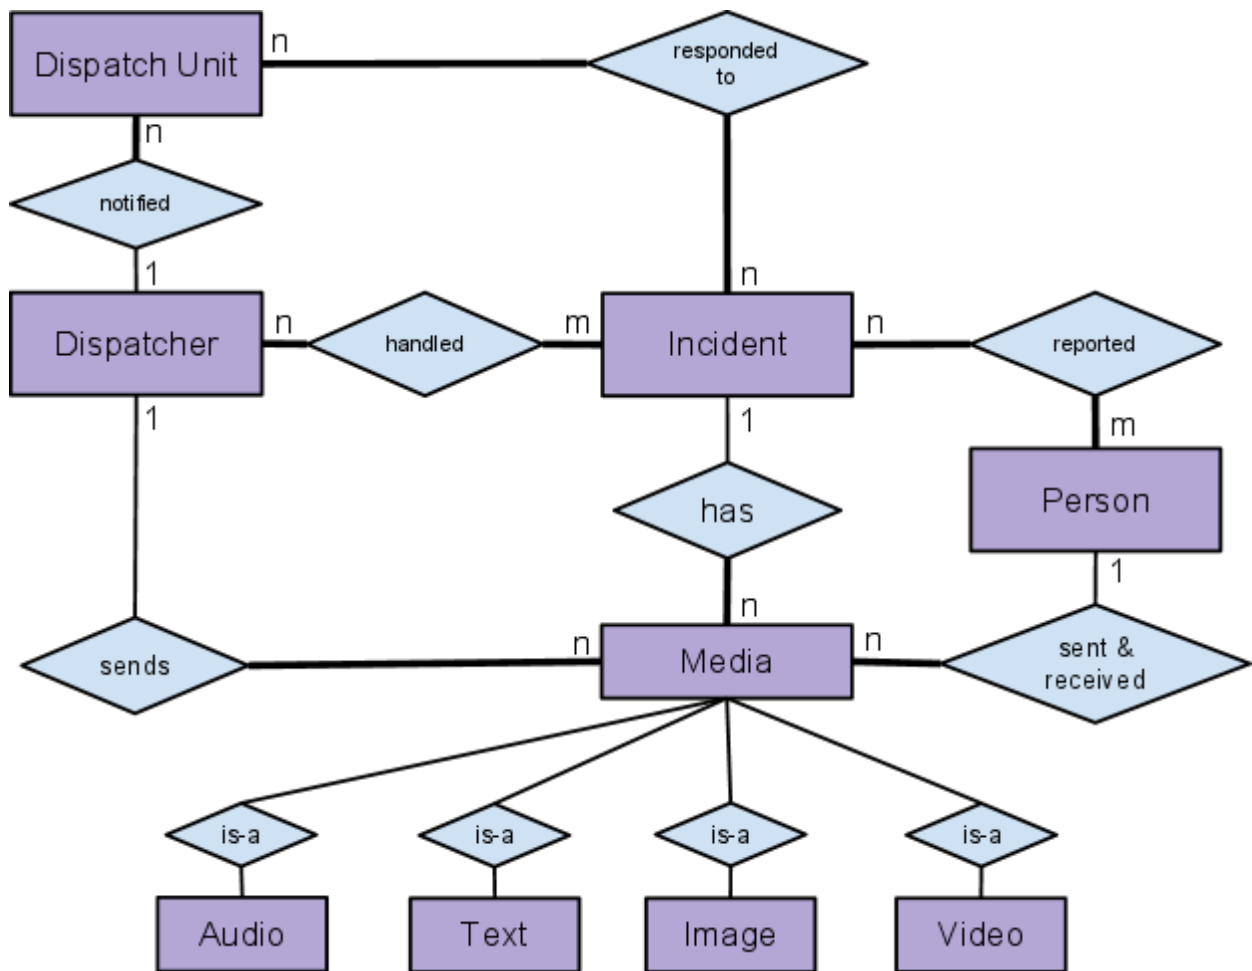 Dispatch Unit
n
responded
to
n
notified
1
n
Dispatcher
n
handled
m
Incident
n
reported
1
1
m
Person
has
1
n
sends
n
Media
n
sent &
received
is-a
is-a
is-a
is-a
Audio
Text
Image
Video